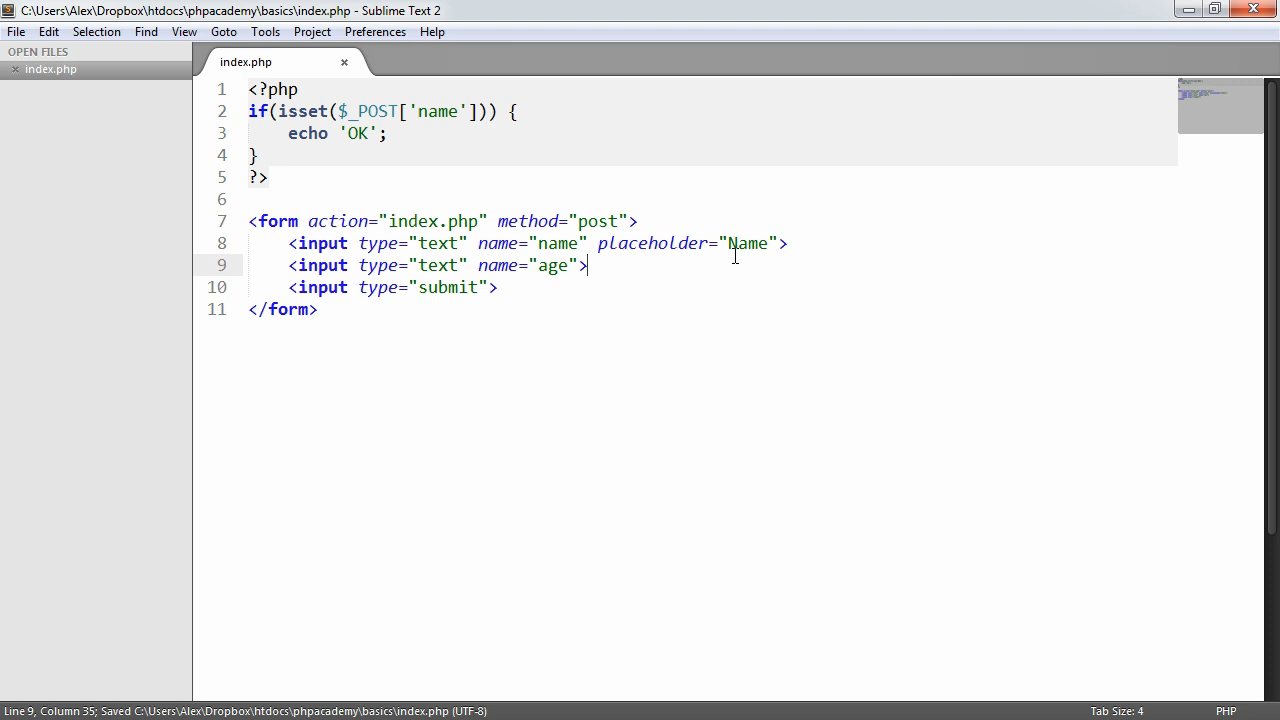 C:\Users\Alex\Dropbox\htdocs\phpacademy\basics\index.php - Sublime Text 2
File Edit Selection Find View Goto Tools Project Preferences Help
OPEN FILES
× index.php
index.php ×
1 <?php
2 if(isset($_POST['name'])) {
3     echo 'OK';
4 }
5 ?>
6
7 <form action="index.php" method="post">
8     <input type="text" name="name" placeholder="Name">
9     <input type="text" name="age">
10     <input type="submit">
11 </form>
Line 9, Column 35; Saved C:\Users\Alex\Dropbox\htdocs\phpacademy\basics\index.php (UTF-8)
Tab Size: 4
PHP